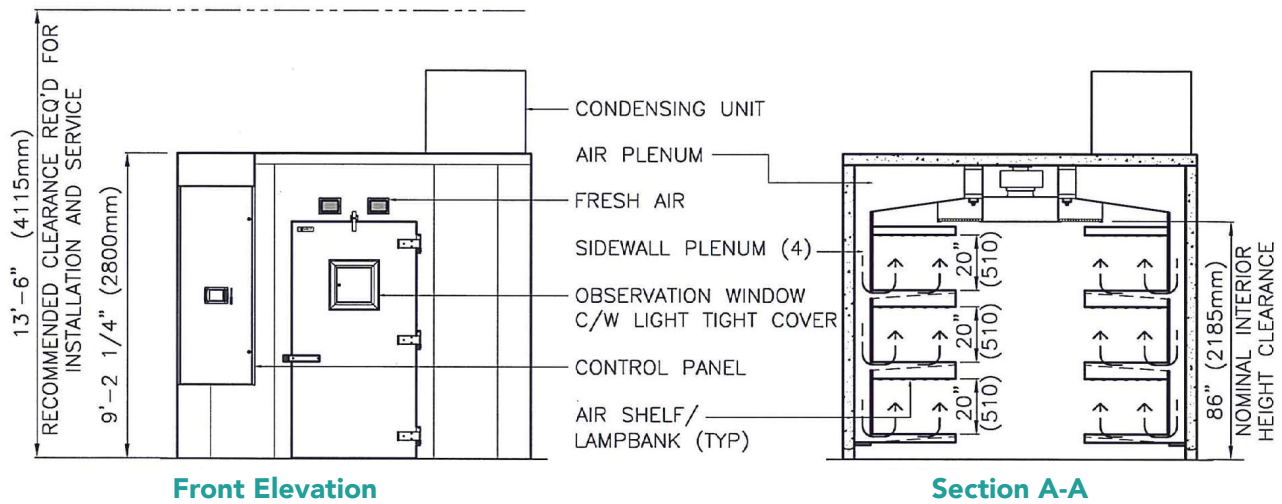 13'-6" (4115mm)
RECOMMENDED CLEARANCE REQ'D FOR
INSTALLATION AND SERVICE
9'-2 1/4" (2800mm)
CONDENSING UNIT
AIR PLENUM
FRESH AIR
SIDEWALL PLENUM (4)
OBSERVATION WINDOW
C/W LIGHT TIGHT COVER
CONTROL PANEL
AIR SHELF/
LAMPBANK (TYP)
20"
(510)
20"
(510)
20"
(510)
86" (2185mm)
NOMINAL INTERIOR
HEIGHT CLEARANCE
Front Elevation
Section A-A